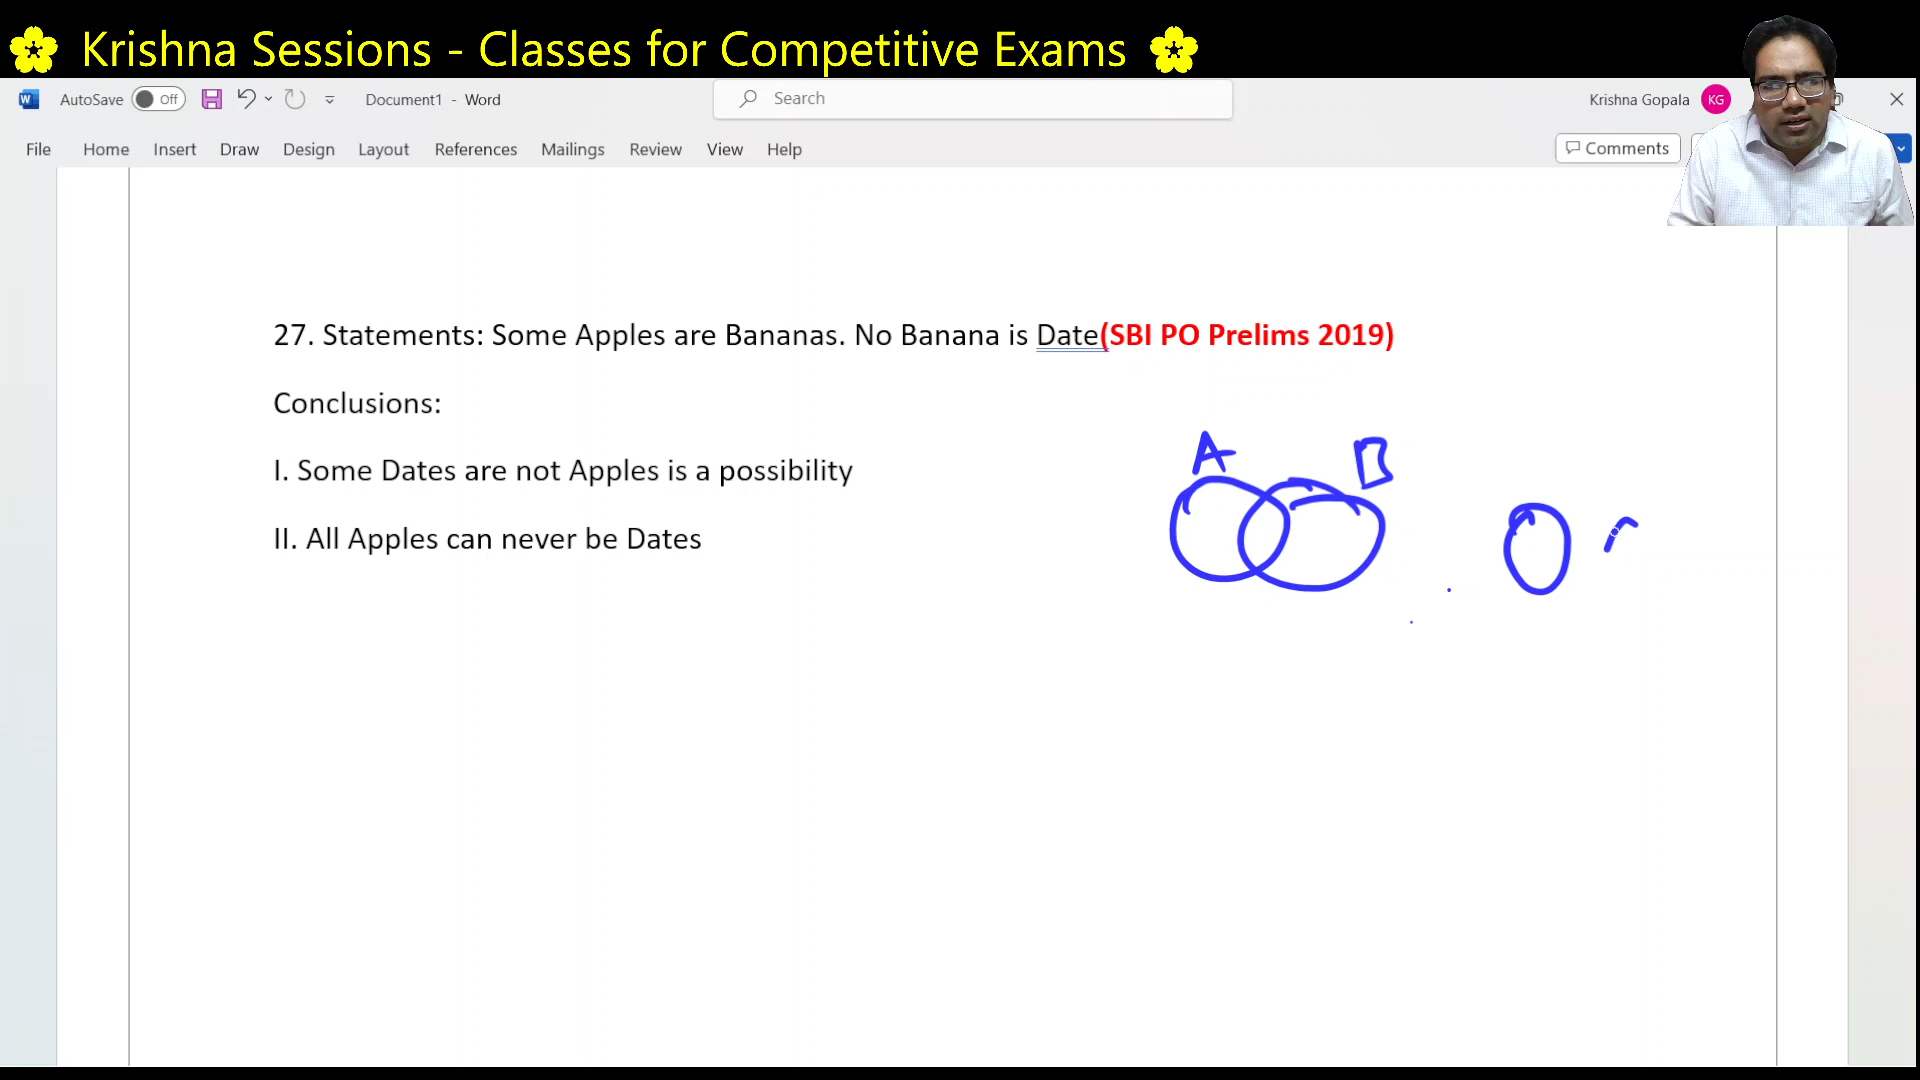 Krishna Sessions - Classes for Competitive Exams
AutoSave Off Document1 - Word Search Krishna Gopala KG
File Home Insert Draw Design Layout References Mailings Review View Help Comments
27. Statements: Some Apples are Bananas. No Banana is Date(SBI PO Prelims 2019)
Conclusions:
A B
I. Some Dates are not Apples is a possibility
II. All Apples can never be Dates